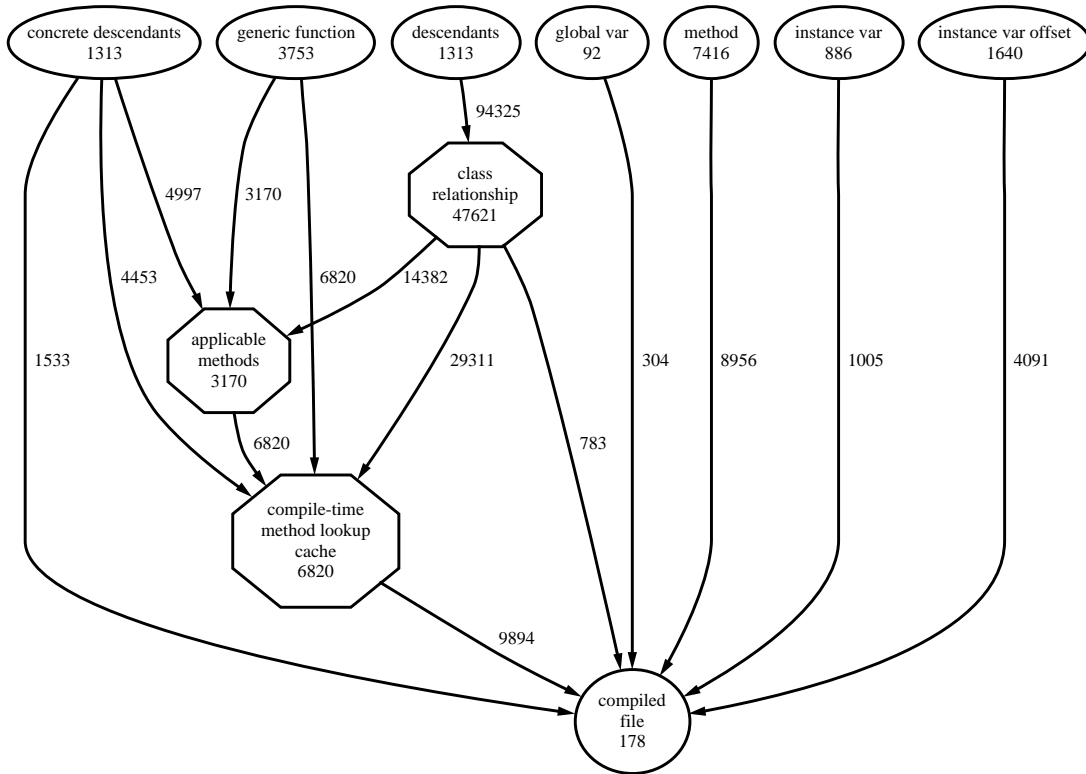 concrete descendants
1313
generic function
3753
descendants
1313
global var
92
method
7416
instance var
886
instance var offset
1640
94325
class
relationship
47621
4997
3170
4453
6820
14382
applicable
methods
3170
1533
29311
304
8956
1005
4091
6820
783
compile-time
method lookup
cache
6820
9894
compiled
file
178